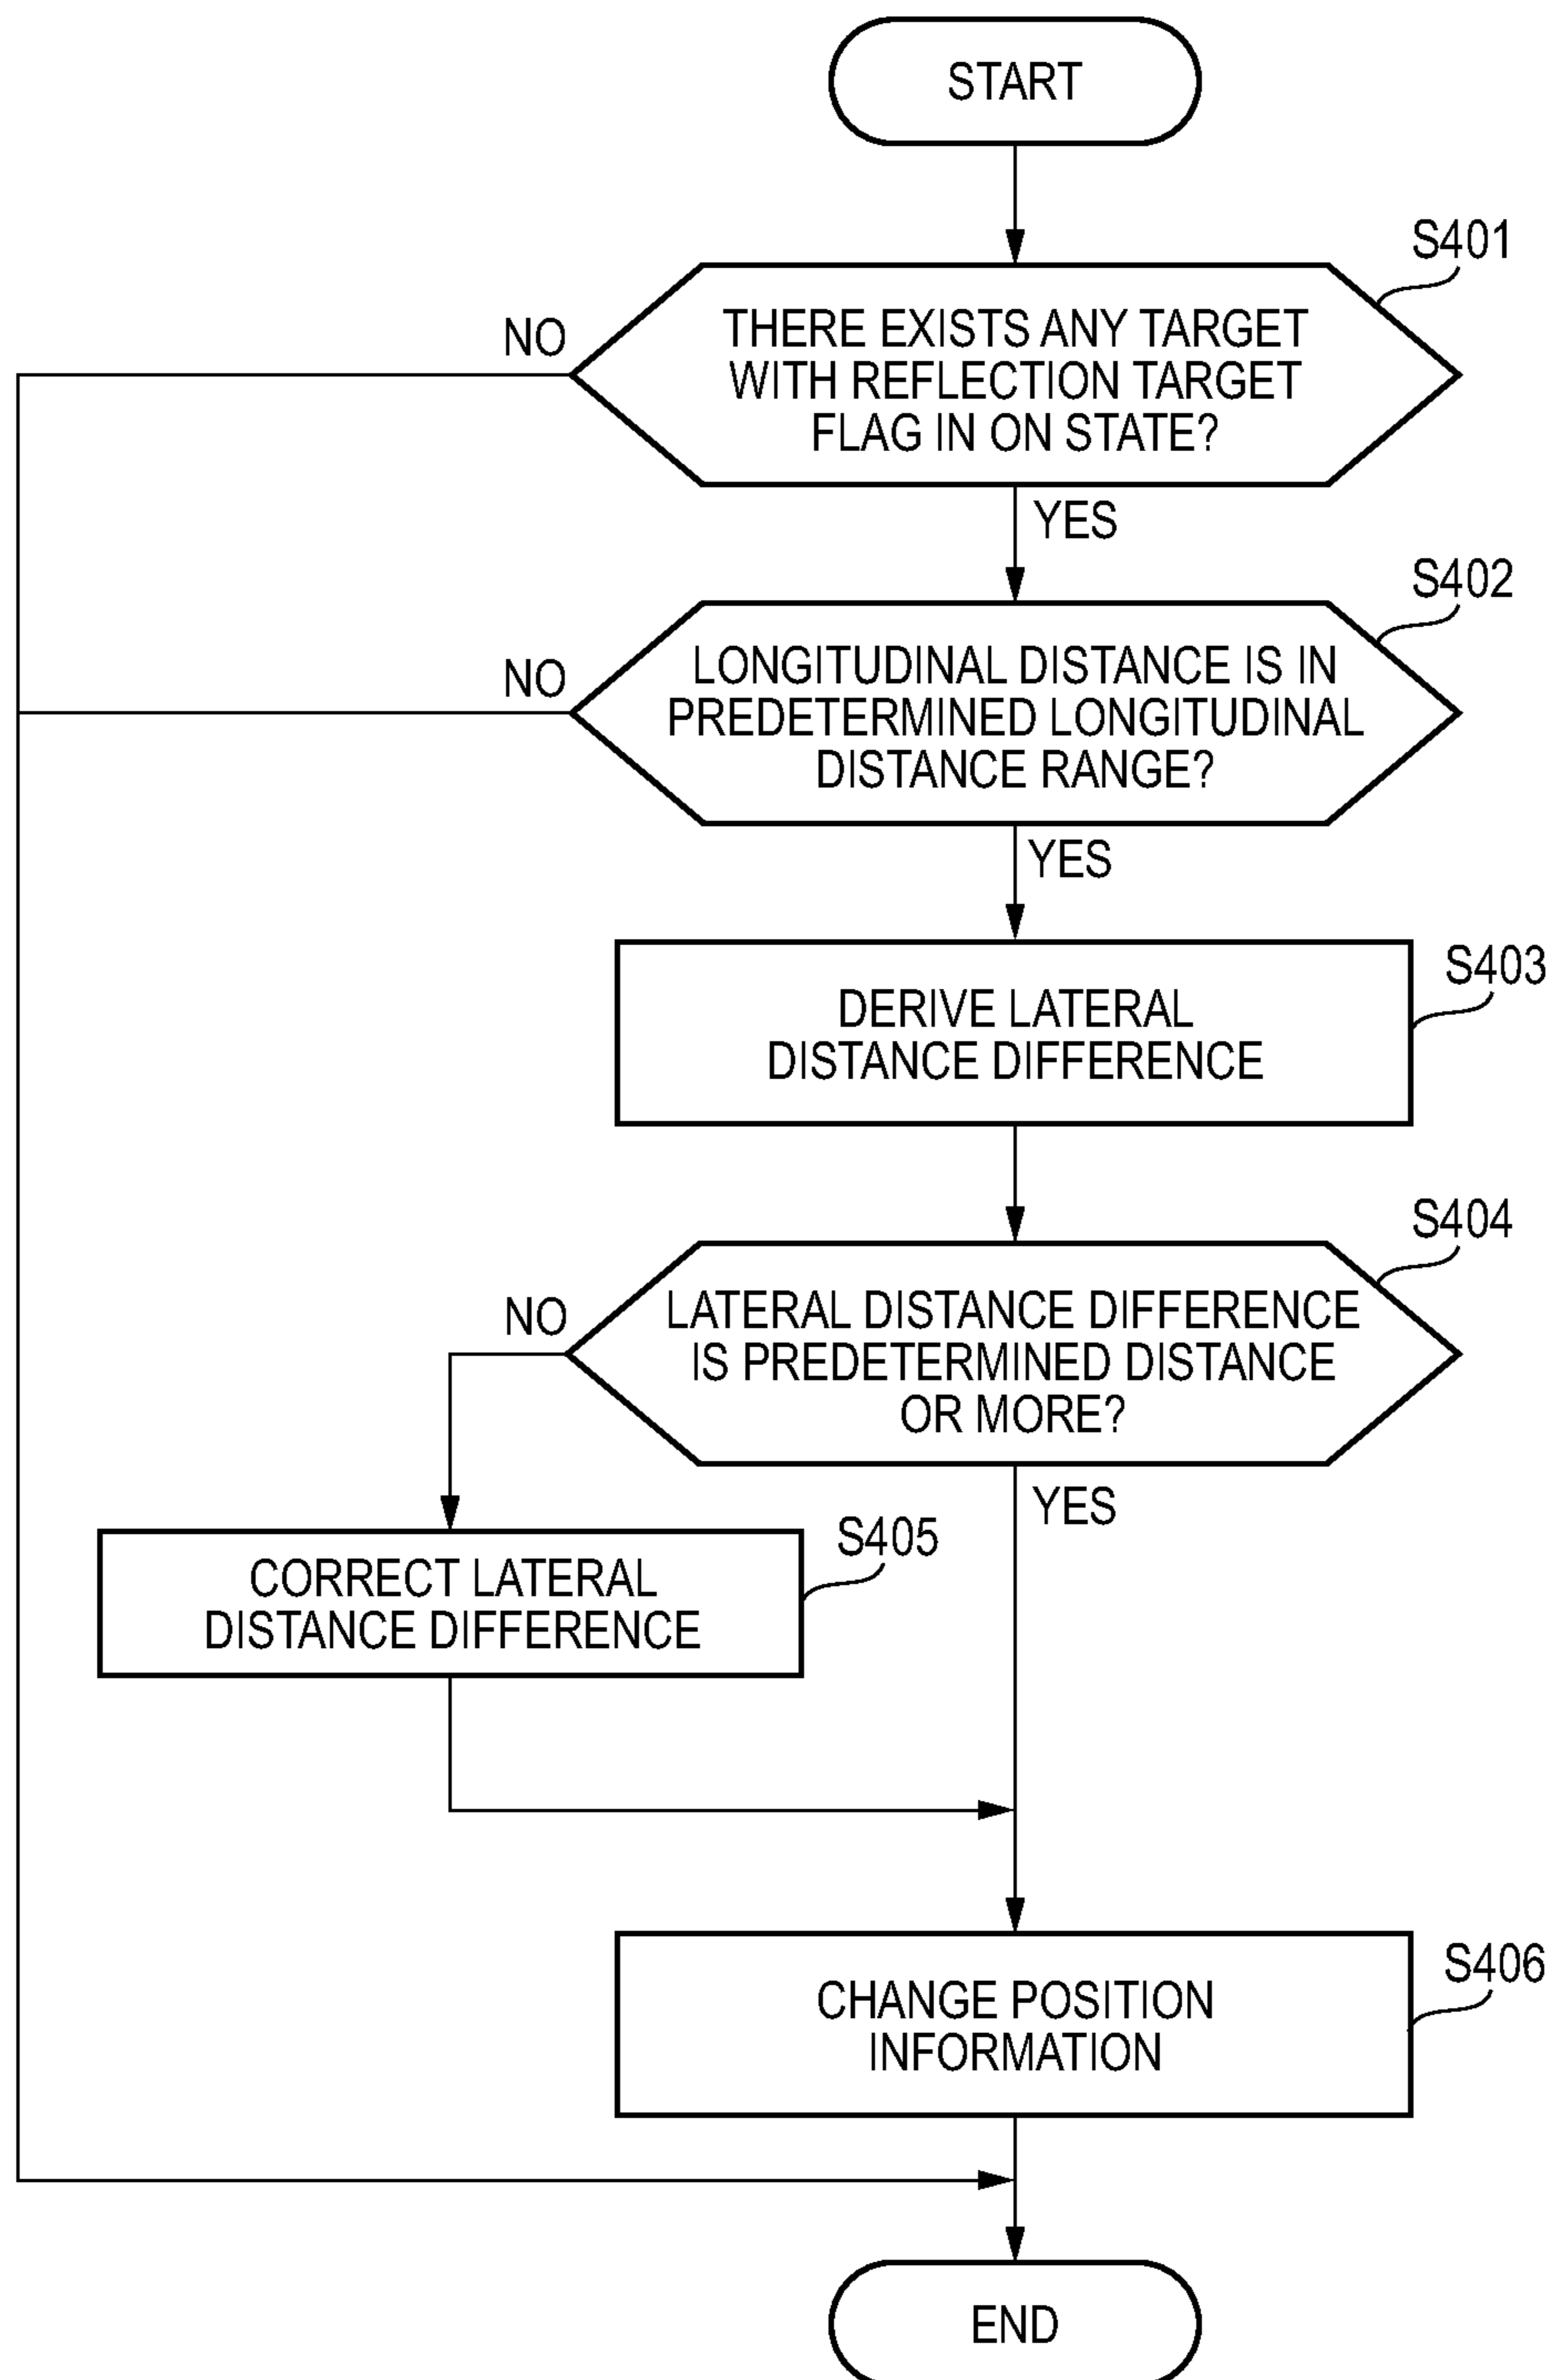 START
S401
NO
THERE EXISTS ANY TARGET
WITH REFLECTION TARGET
FLAG IN ON STATE?
YES
S402
NO
LONGITUDINAL DISTANCE IS IN
PREDETERMINED LONGITUDINAL
DISTANCE RANGE?
YES
S403
DERIVE LATERAL
DISTANCE DIFFERENCE
S404
NO
LATERAL DISTANCE DIFFERENCE
IS PREDETERMINED DISTANCE
OR MORE?
YES
S405
CORRECT LATERAL
DISTANCE DIFFERENCE
S406
CHANGE POSITION
INFORMATION
END